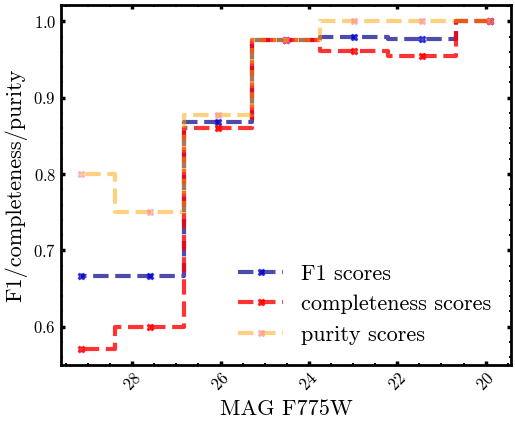 F1/completeness/purity
1.0
0.9
0.8
0.7
0.6
F1 scores
completeness scores
purity scores
28 26 24 22 20
MAG F775W